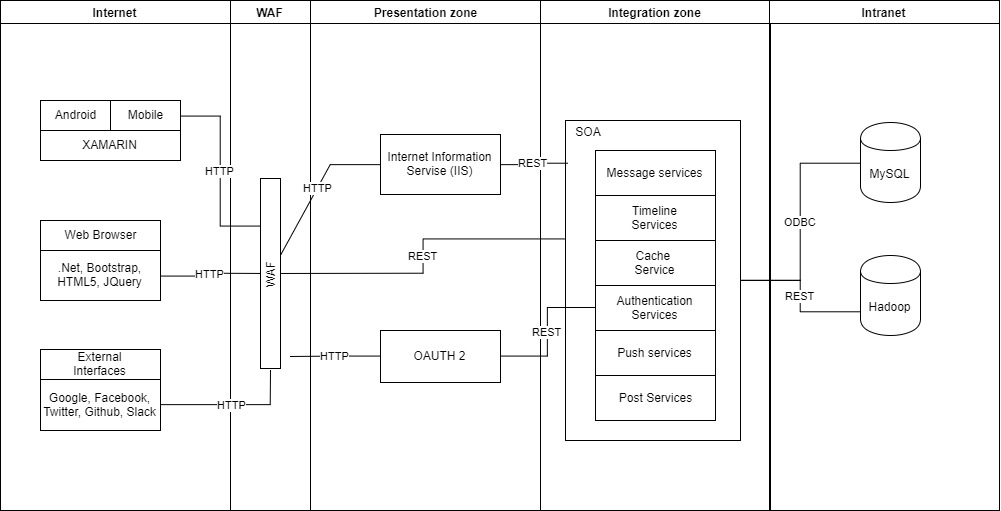 Internet
WAF
Presentation zone
Integration zone
Intranet
Android
Mobile
XAMARIN
HTTP
Web Browser
.Net, Bootstrap,
HTML5, JQuery
HTTP
External
Interfaces
Google, Facebook,
Twitter, Github, Slack
HTTP
WAF
HTTP
Internet Information
Servise (IIS)
REST
REST
HTTP
OAUTH 2
REST
SOA
Message services
Timeline
Services
Cache
Service
Authentication
Services
Push services
Post Services
ODBC
REST
MySQL
Hadoop